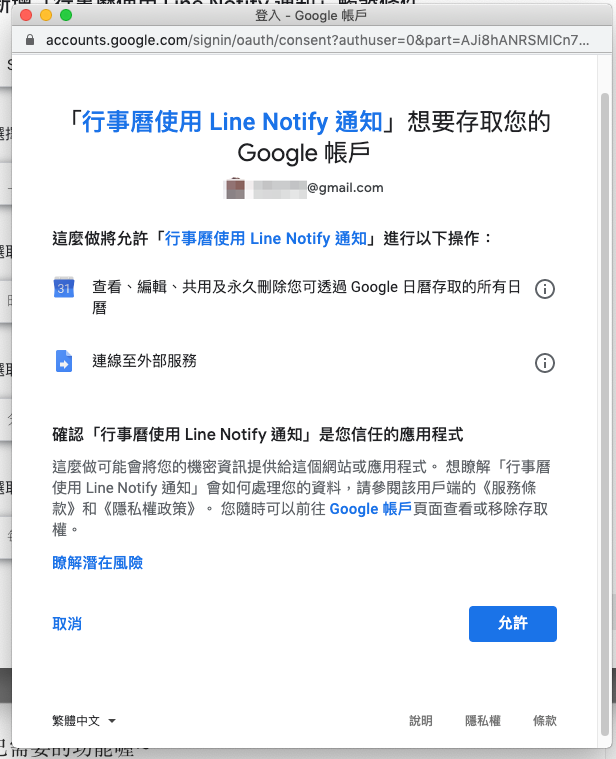 登入 - Google 帳戶
accounts.google.com/signin/oauth/consent?authuser=0&part=AJi8hANRSMICn7...
「行事曆使用 Line Notify 通知」想要存取您的
Google 帳戶
@gmail.com
這麼做將允許「行事曆使用 Line Notify 通知」進行以下操作：
31
查看、編輯、共用及永久刪除您可透過 Google 日曆存取的所有日
曆
連線至外部服務
確認「行事曆使用 Line Notify 通知」是您信任的應用程式
這麼做可能會將您的機密資訊提供給這個網站或應用程式。 想瞭解「行事曆
使用 Line Notify 通知」會如何處理您的資料，請參閱該用戶端的《服務條
款》和《隱私權政策》。 您隨時可以前往 Google 帳戶頁面查看或移除存取
權。
瞭解潛在風險
取消
允許
繁體中文
說明
隱私權
條款
需要的功能喔～